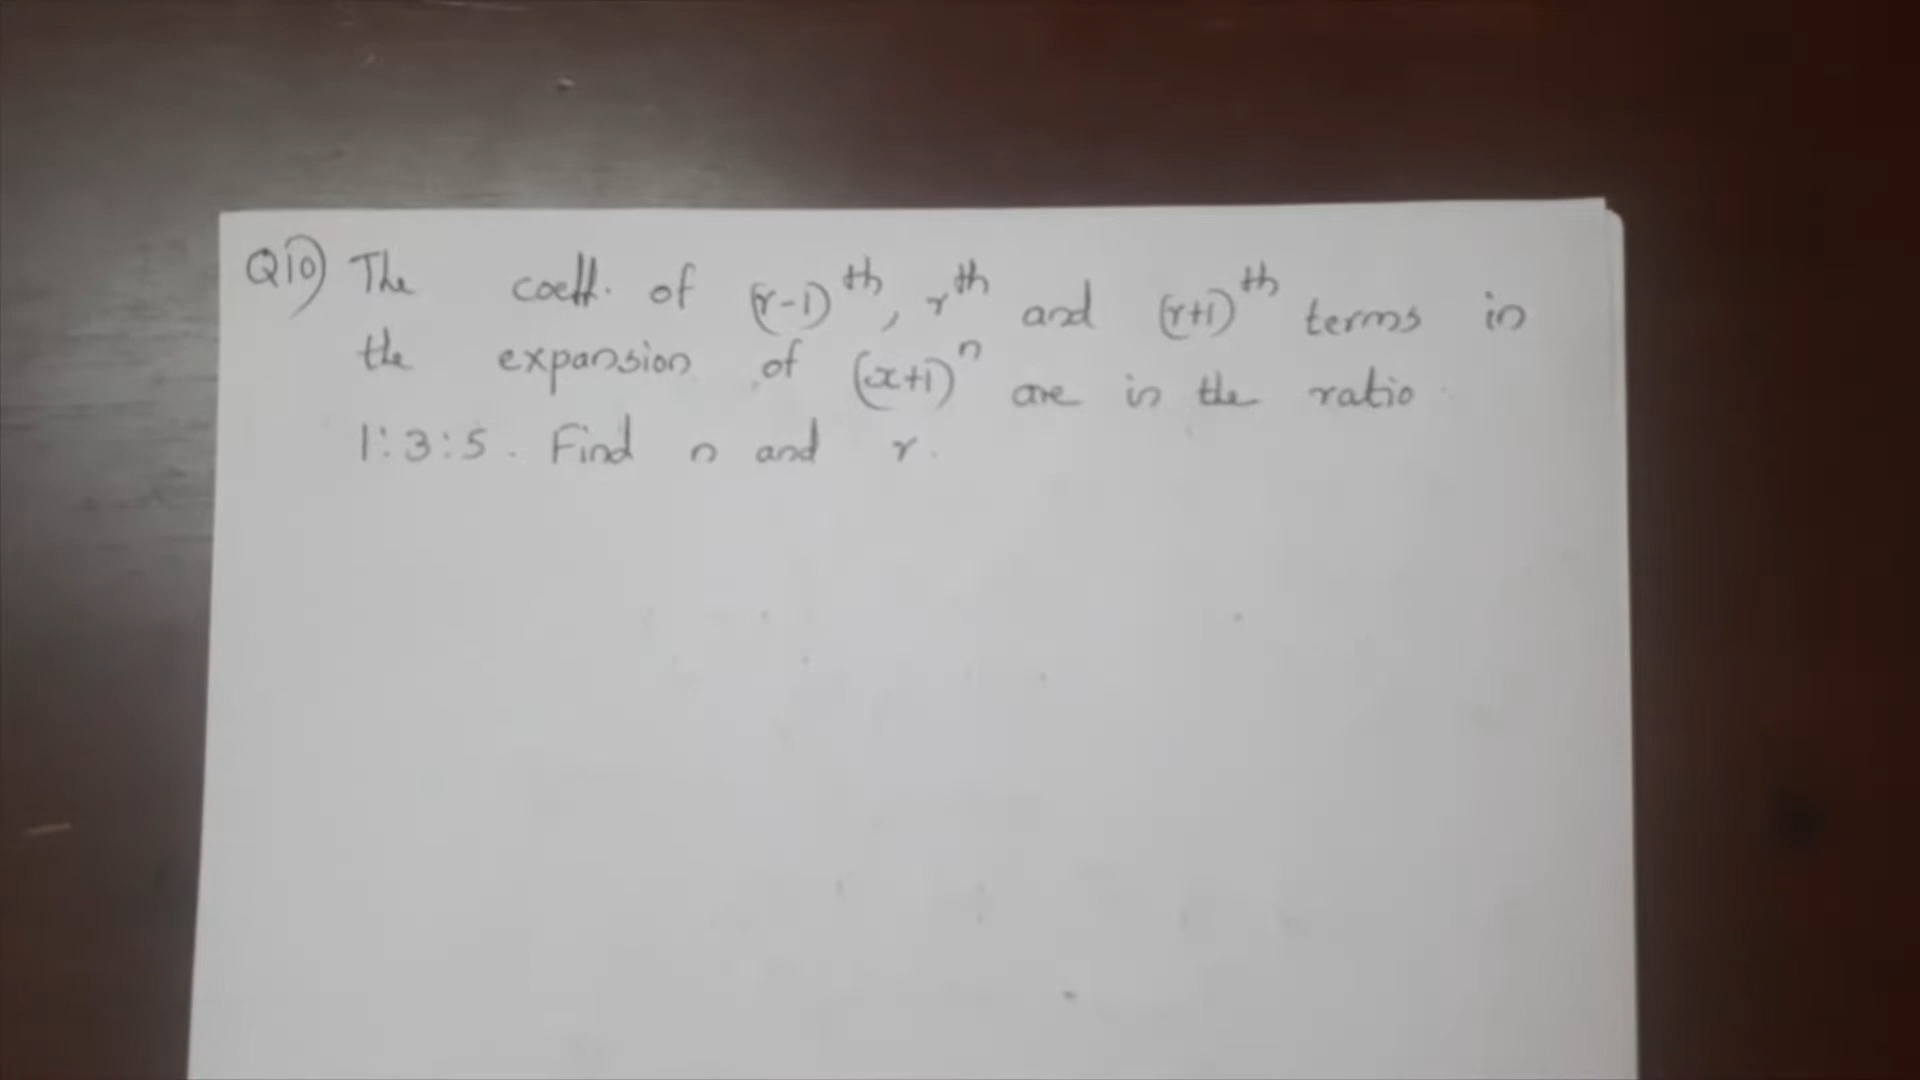 Q10) The coeff. of (r-1)th, rth and (r+1)th terms in
the expansion of (x+1)n are in the ratio
1:3:5. Find n and r.